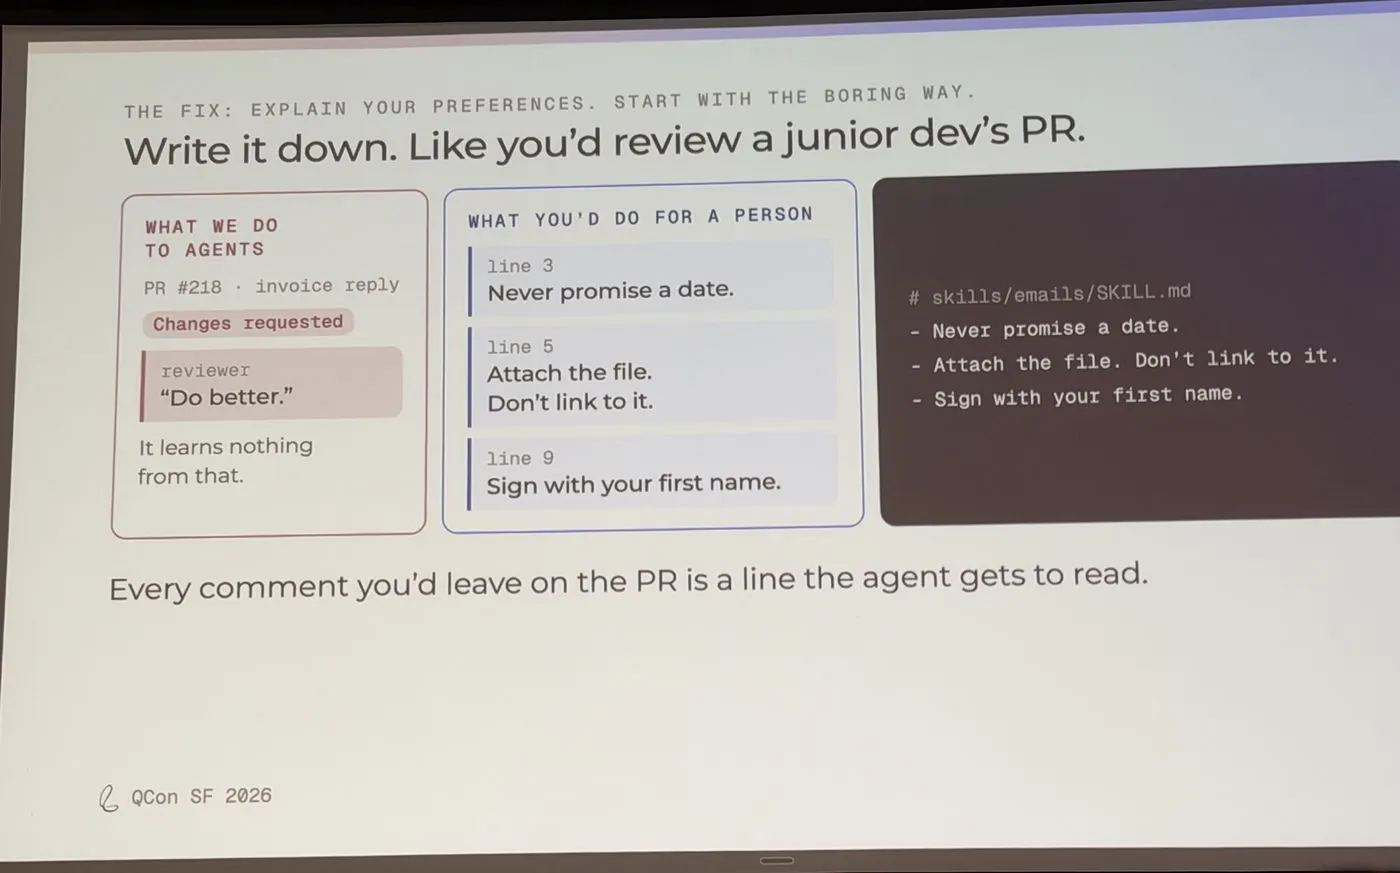 THE FIX: EXPLAIN YOUR PREFERENCES. START WITH THE BORING WAY.
Write it down. Like you’d review a junior dev’s PR.
WHAT WE DO
TO AGENTS
PR #218 · invoice reply
Changes requested
reviewer
“Do better.”
It learns nothing
from that.
WHAT YOU'D DO FOR A PERSON
line 3
Never promise a date.
line 5
Attach the file.
Don’t link to it.
line 9
Sign with your first name.
# skills/emails/SKILL.md
- Never promise a date.
- Attach the file. Don't link to it.
- Sign with your first name.
Every comment you’d leave on the PR is a line the agent gets to read.
QCon SF 2026